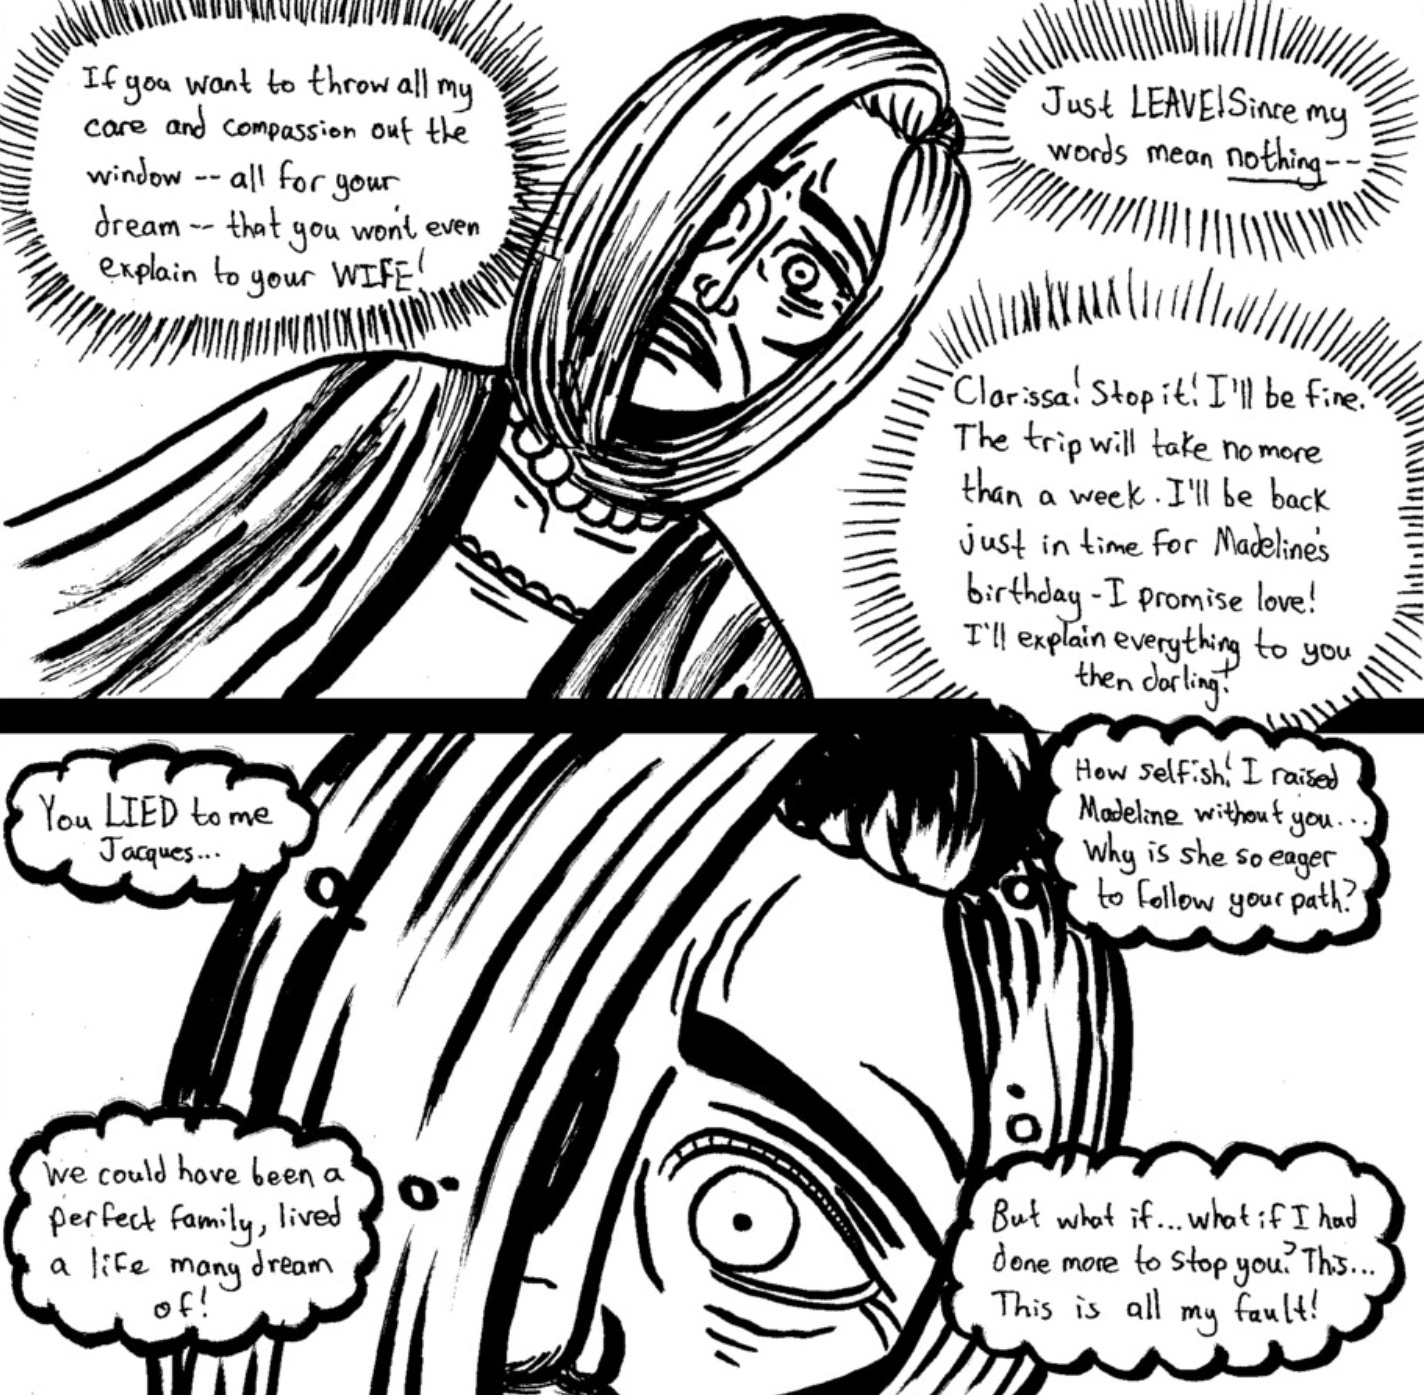 If you want to throw all my
care and compassion out the
window -- all for your
dream -- that you won't even
explain to your WIFE!
Just LEAVE! Since my
words mean nothing--
Clarissa! Stop it! I'll be fine.
The trip will take no more
than a week. I'll be back
just in time for Madeline's
birthday - I promise love!
I'll explain everything to you
then darling!
You LIED to me
Jacques...
How selfish! I raised
Madeline without you...
Why is she so eager
to follow your path?
We could have been a
perfect family, lived
a life many dream
of!
But what if...what if I had
done more to stop you? This...
This is all my fault!